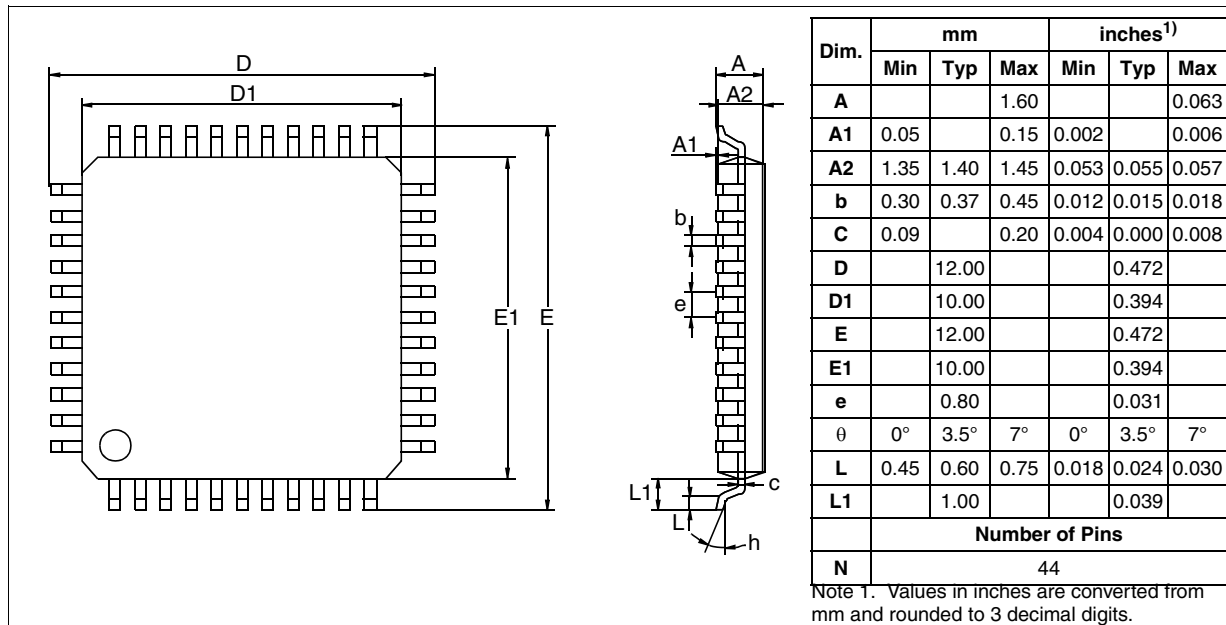 D
D1
A
A2
A1
b
e
E1
E
L1
L
c
h
Dim. mm inches1)
Min Typ Max Min Typ Max
A 1.60 0.063
A1 0.05 0.15 0.002 0.006
A2 1.35 1.40 1.45 0.053 0.055 0.057
b 0.30 0.37 0.45 0.012 0.015 0.018
C 0.09 0.20 0.004 0.000 0.008
D 12.00 0.472
D1 10.00 0.394
E 12.00 0.472
E1 10.00 0.394
e 0.80 0.031
θ 0° 3.5° 7° 0° 3.5° 7°
L 0.45 0.60 0.75 0.018 0.024 0.030
L1 1.00 0.039
Number of Pins
N 44
Note 1. Values in inches are converted from
mm and rounded to 3 decimal digits.